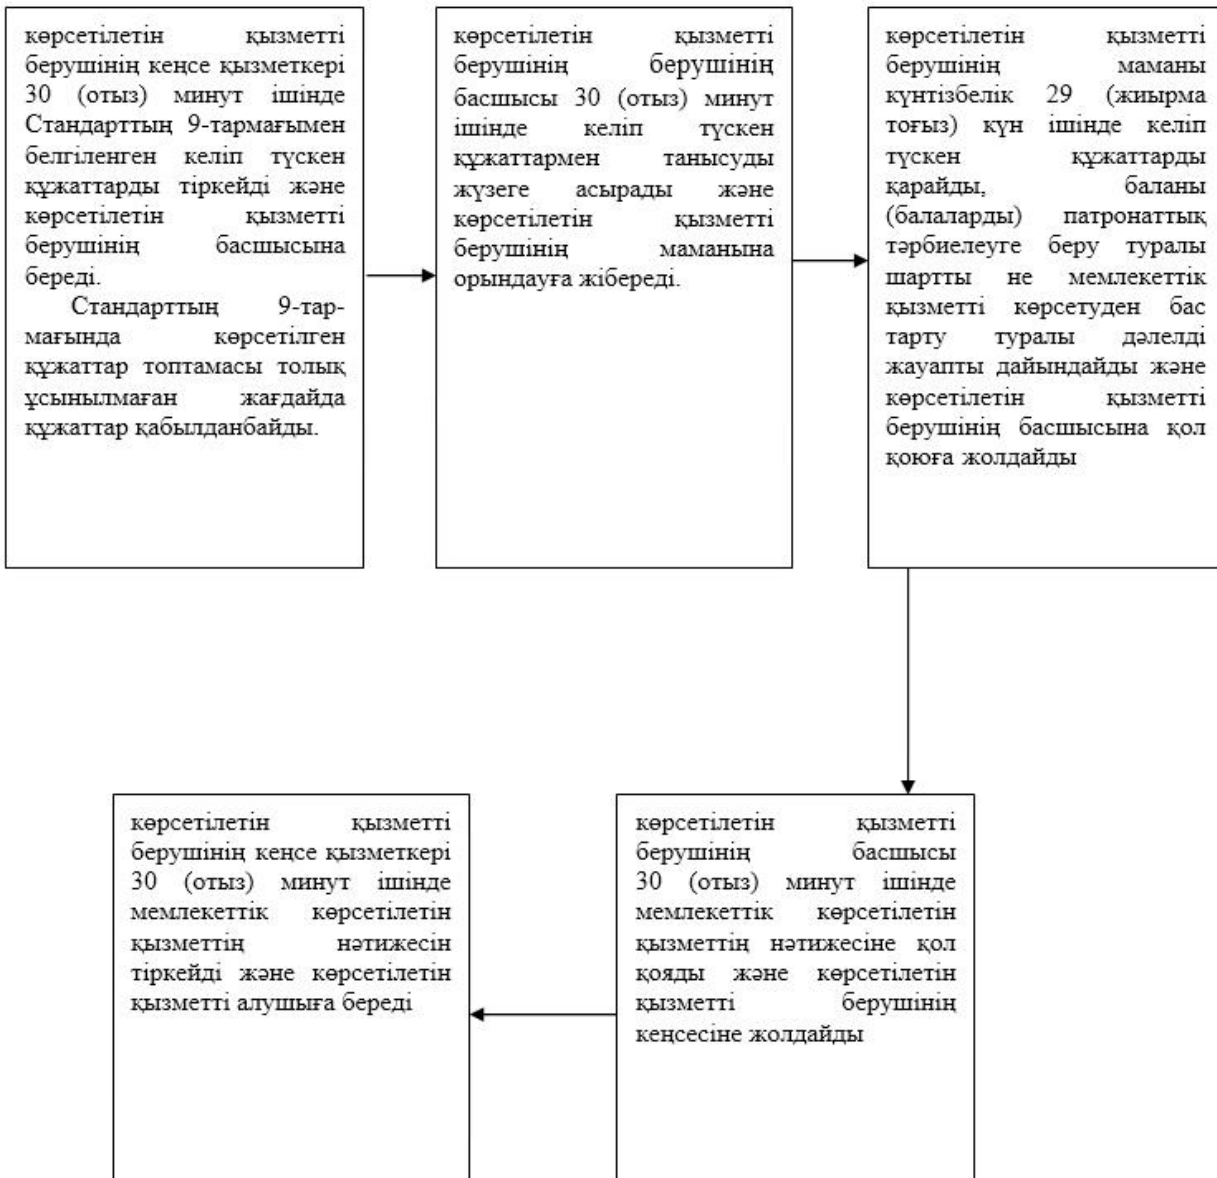 көрсетілетін қызметті
берушінің кеңсе қызметкері
30 (отыз) минут ішінде
Стандарттың 9-тармағымен
белгіленген келіп түскен
құжаттарды тіркейді және
көрсетілетін қызметті
берушінің басшысына
береді.
Стандарттың 9-тар-
мағында көрсетілген
құжаттар топтамасы толық
ұсынылмаған жағдайда
құжаттар қабылданбайды.
көрсетілетін қызметті
берушінің берушінің
басшысы 30 (отыз) минут
ішінде келіп түскен
құжаттармен танысуды
жүзеге асырады және
көрсетілетін қызметті
берушінің маманына
орындауға жібереді.
көрсетілетін қызметті
берушінің маманы
күнтізбелік 29 (жиырма
тоғыз) күн ішінде келіп
түскен құжаттарды
қарайды, баланы
(балаларды) патронаттық
тәрбиелеуге беру туралы
шартты не мемлекеттік
қызметті көрсетуден бас
тарту туралы дәлелді
жауапты дайындайды және
көрсетілетін қызметті
берушінің басшысына қол
қоюға жолдайды
көрсетілетін қызметті
берушінің басшысы
30 (отыз) минут ішінде
мемлекеттік көрсетілетін
қызметтің нәтижесіне қол
қояды және көрсетілетін
қызметті берушінің
кеңсесіне жолдайды
көрсетілетін қызметті
берушінің кеңсе қызметкері
30 (отыз) минут ішінде
мемлекеттік көрсетілетін
қызметтің нәтижесін
тіркейді және көрсетілетін
қызметті алушыға береді